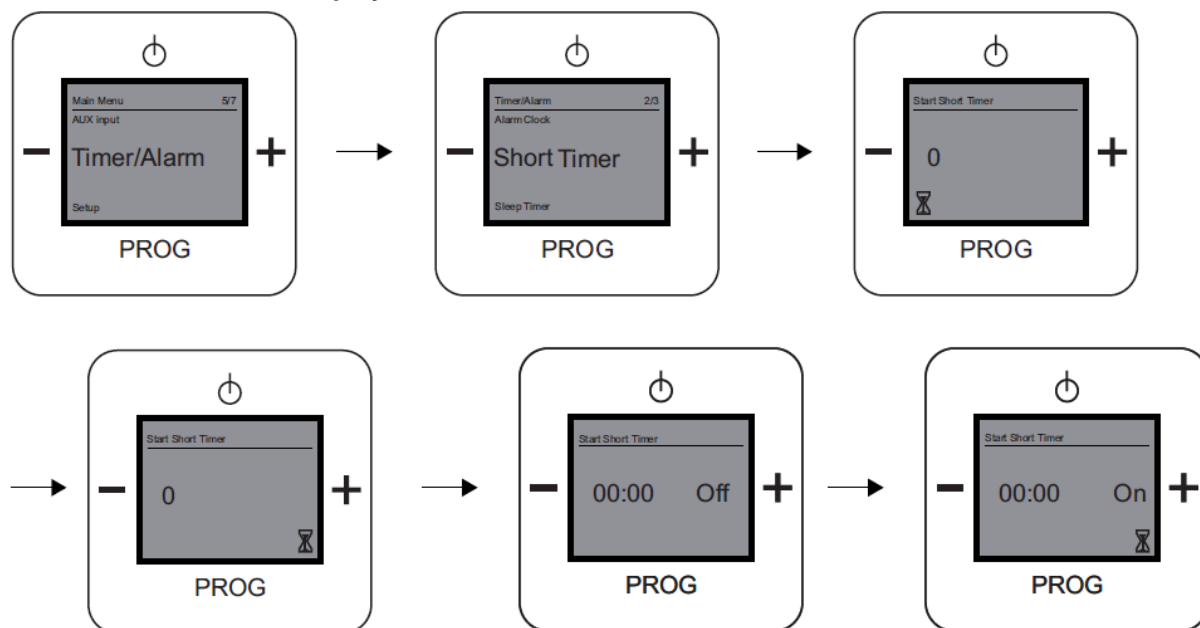 Main Menu 5/7
AUX input
− Timer/Alarm +
Setup
PROG
Timer/Alarm 2/3
Alarm Clock
− Short Timer +
Sleep Timer
PROG
Start Short Timer
− 0 +
PROG
Start Short Timer
− 0 +
PROG
Start Short Timer
− 00:00 Off +
PROG
Start Short Timer
− 00:00 On +
PROG